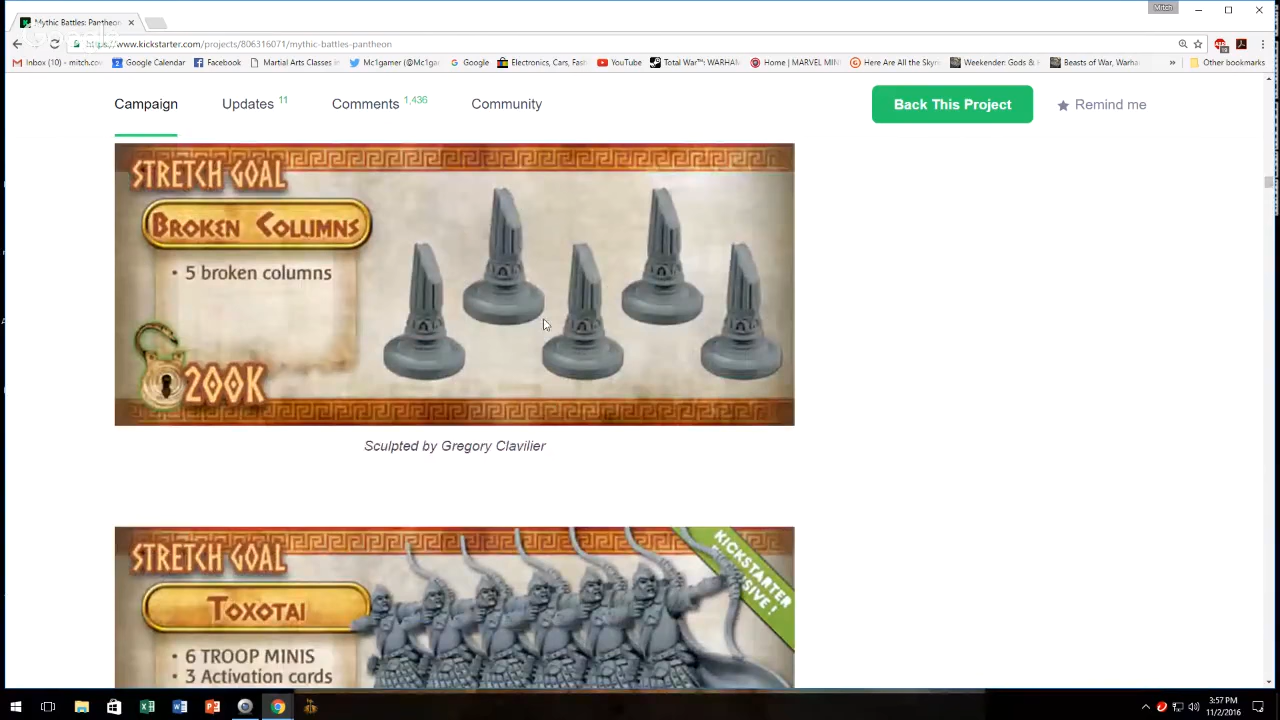 Mitch
Mythic Battles: Pantheon
https://www.kickstarter.com/projects/806316071/mythic-battles-pantheon
Inbox (10) - mitch.co Google Calendar Facebook Martial Arts Classes i Mc1gamer (@Mc1ga Google Electronics, Cars, Fas YouTube Total War™: WARHA Home | MARVEL MIN Here Are All the Sky Weekender: Gods & Beasts of War, Warha » Other bookmarks
Campaign Updates 11 Comments 1,436 Community Back This Project Remind me
STRETCH GOAL
BROKEN COLUMNS
• 5 broken columns
200K
Sculpted by Gregory Clavilier
STRETCH GOAL
KICKSTARTER
TOXOTAI
• 6 TROOP MINIS
• 3 Activation cards
3:57 PM
11/2/2016